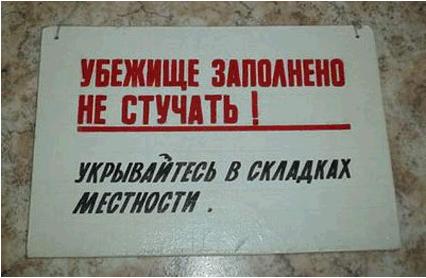 УБЕЖИЩЕ ЗАПОЛНЕНО
НЕ СТУЧАТЬ !
УКРЫВАЙТЕСЬ В СКЛАДКАХ
МЕСТНОСТИ .